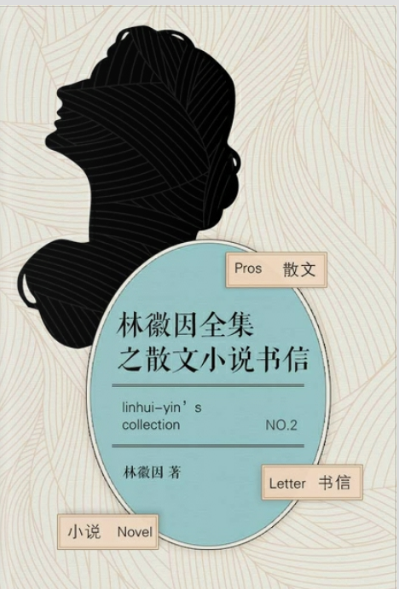 Pros 散文
林徽因全集
之散文小说书信
linhui-yin’s
collection NO.2
林徽因 著
Letter 书信
小说 Novel